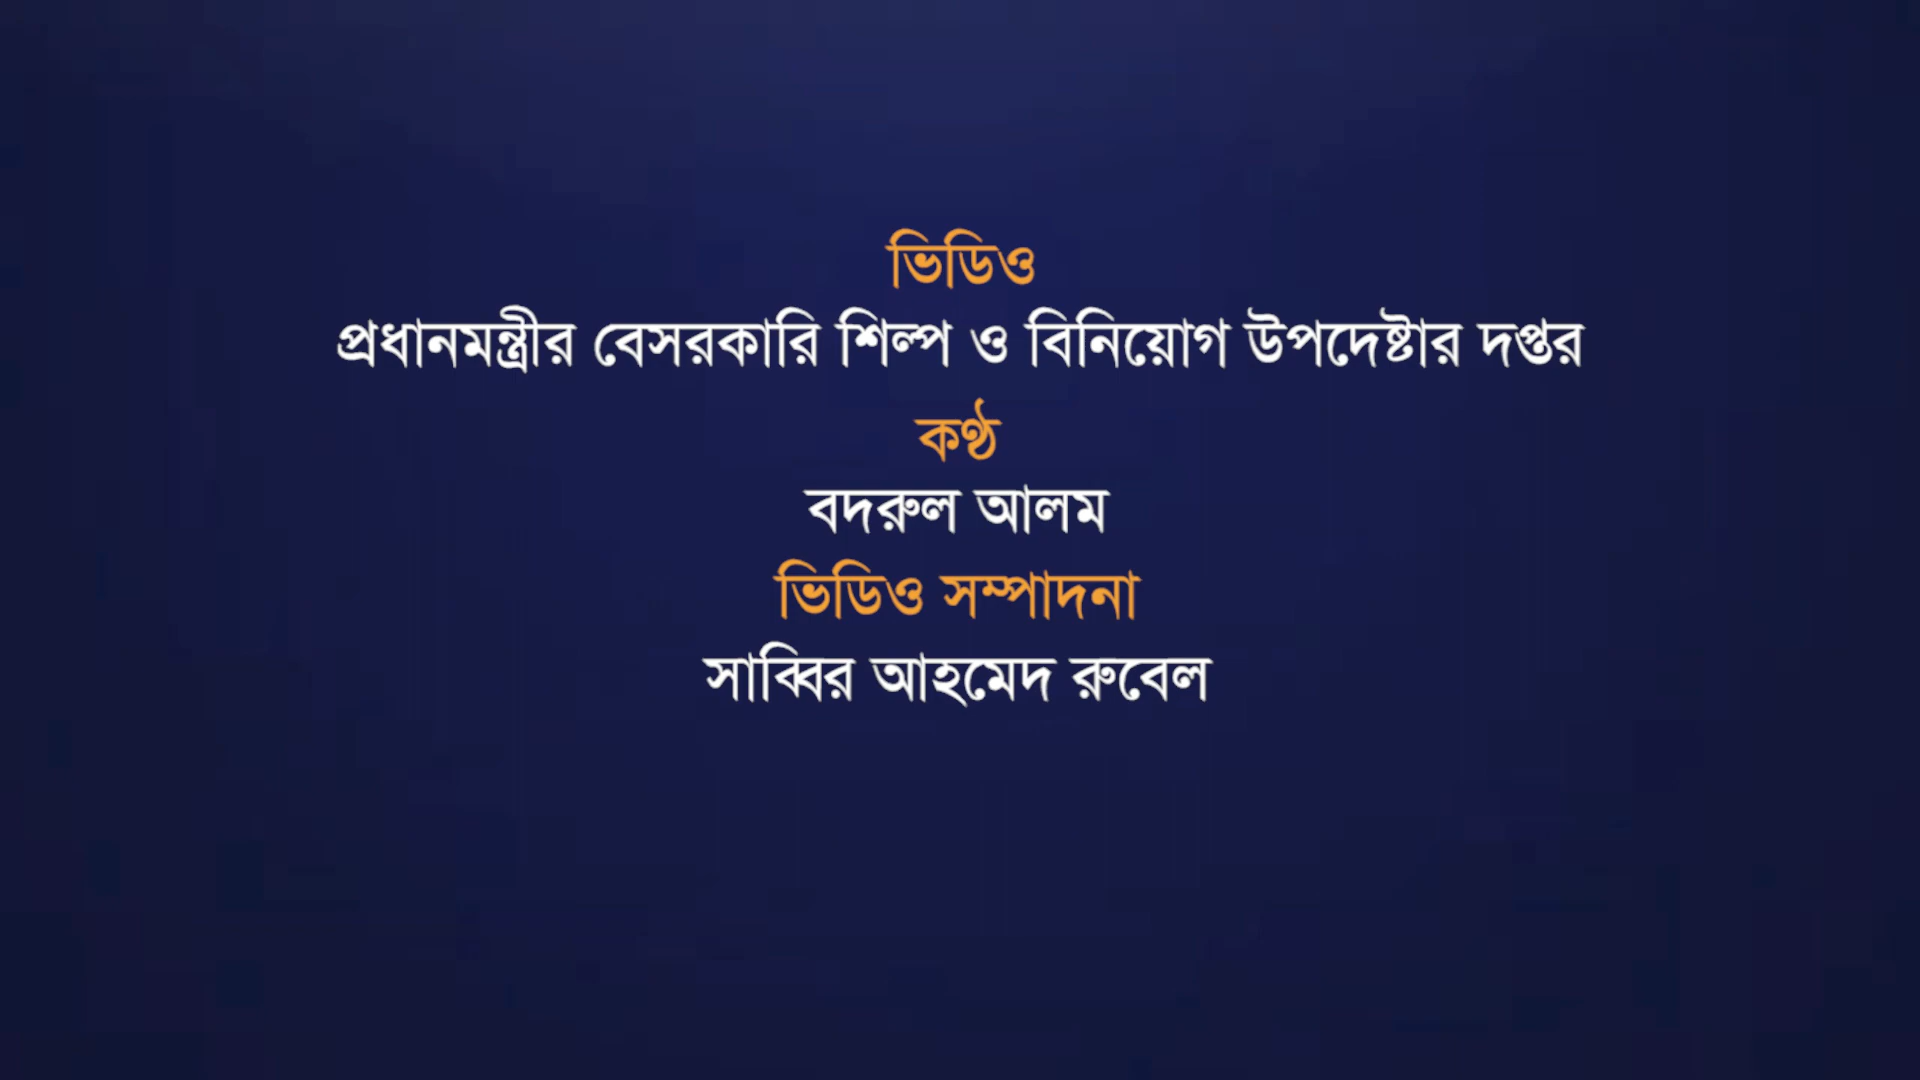 ভিডিও
প্রধানমন্ত্রীর বেসরকারি শিল্প ও বিনিয়োগ উপদেষ্টার দপ্তর
কণ্ঠ
বদরুল আলম
ভিডিও সম্পাদনা
সাব্বির আহমেদ রুবেল